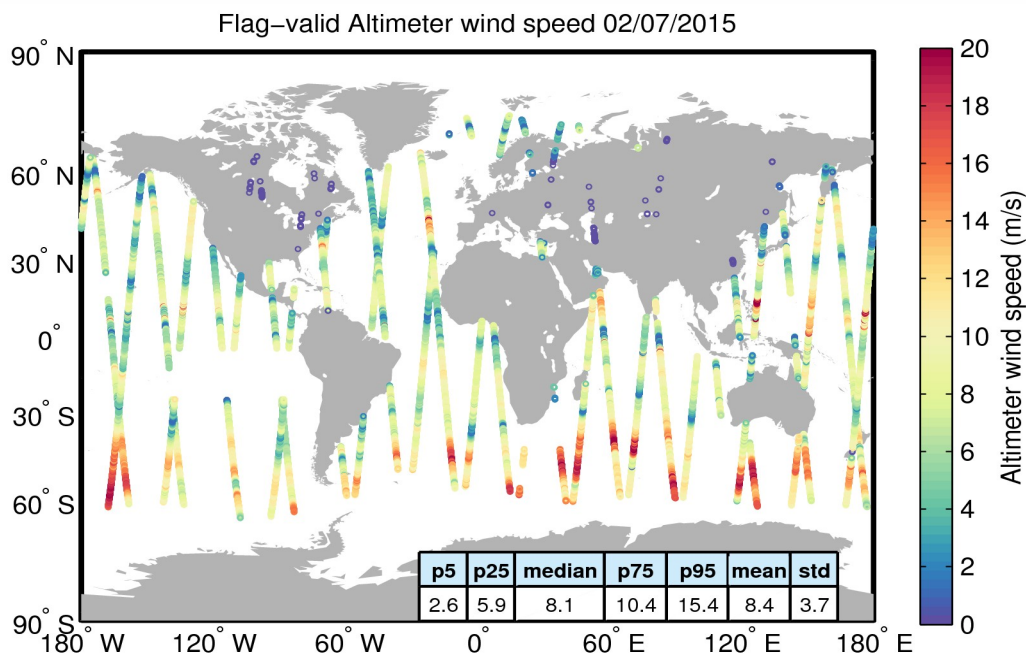 Flag−valid Altimeter wind speed 02/07/2015
90° N
60° N
30° N
0°
30° S
60° S
90° S
180° W
120° W
60° W
0°
60° E
120° E
180° E
p5 p25 median p75 p95 mean std
2.6 5.9 8.1 10.4 15.4 8.4 3.7
20
18
16
14
12
10
8
6
4
2
0
Altimeter wind speed (m/s)